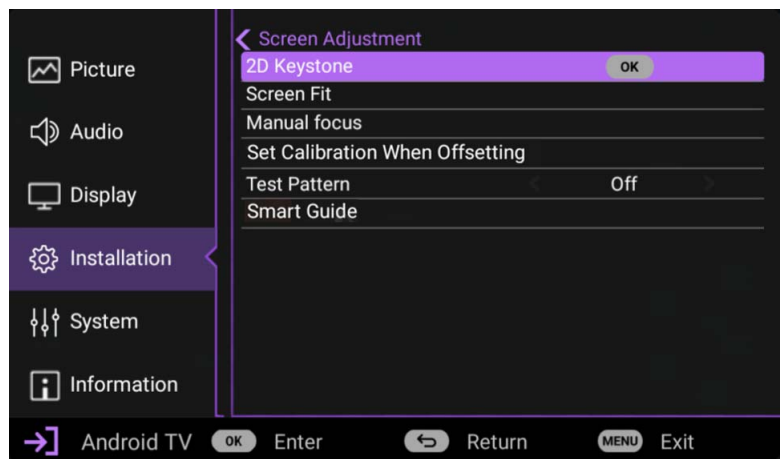 Screen Adjustment
Picture
Audio
Display
Installation
System
Information
2D Keystone OK
Screen Fit
Manual focus
Set Calibration When Offsetting
Test Pattern Off
Smart Guide
Android TV OK Enter Return MENU Exit